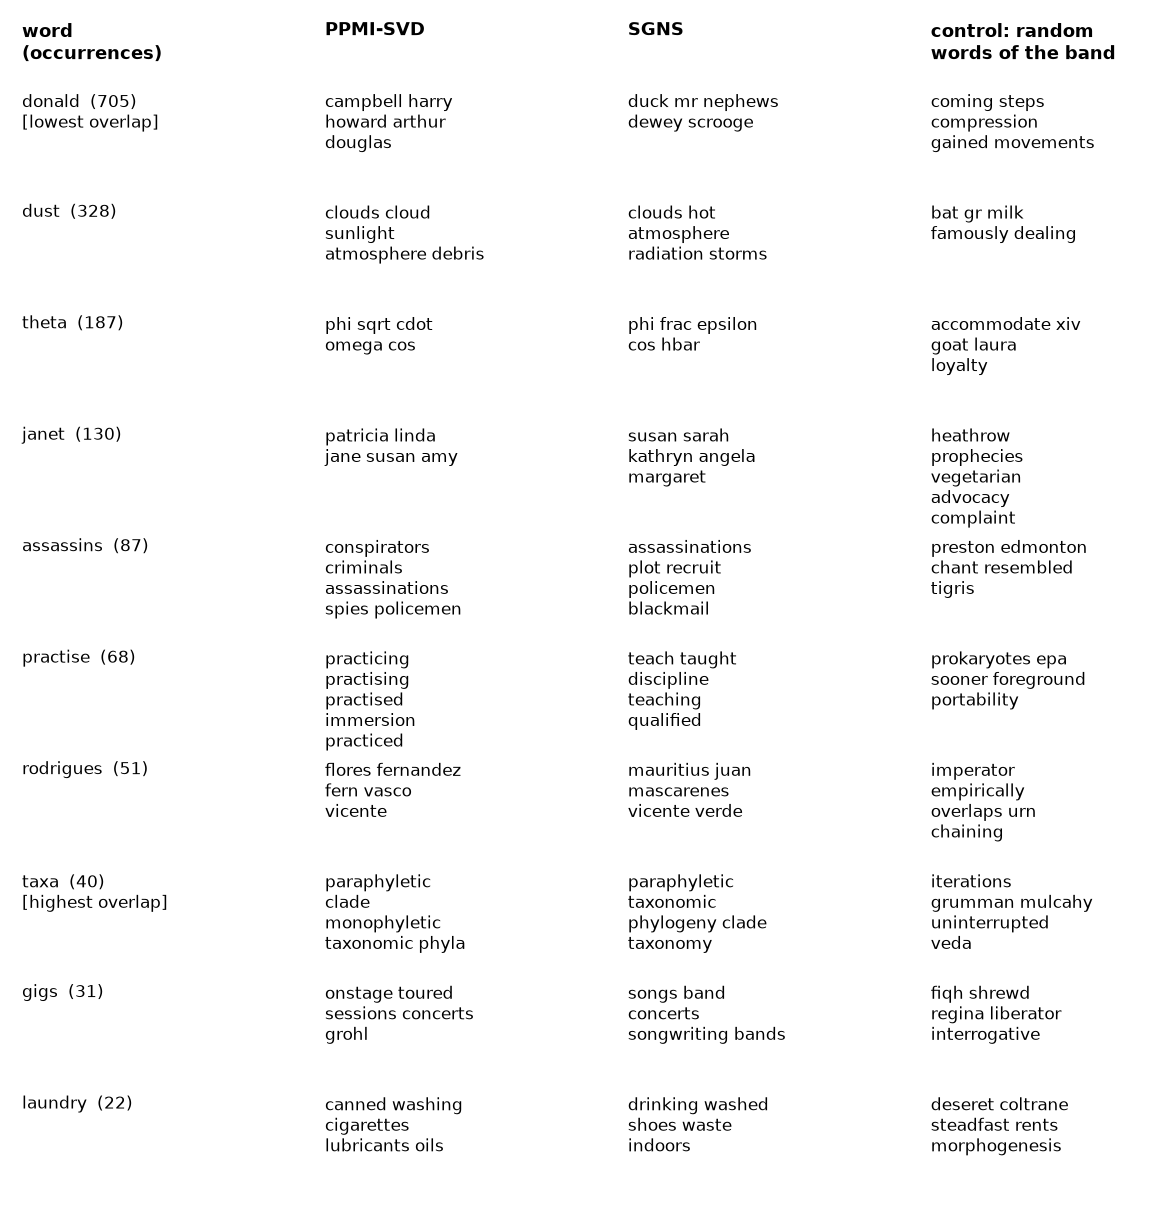 word
(occurrences)
PPMI-SVD
SGNS
control: random
words of the band
donald (705)
[lowest overlap]
campbell harry
howard arthur
douglas
duck mr nephews
dewey scrooge
coming steps
compression
gained movements
dust (328)
clouds cloud
sunlight
atmosphere debris
clouds hot
atmosphere
radiation storms
bat gr milk
famously dealing
theta (187)
phi sqrt cdot
omega cos
phi frac epsilon
cos hbar
accommodate xiv
goat laura
loyalty
janet (130)
patricia linda
jane susan amy
susan sarah
kathryn angela
margaret
heathrow
prophecies
vegetarian
advocacy
complaint
assassins (87)
conspirators
criminals
assassinations
spies policemen
assassinations
plot recruit
policemen
blackmail
preston edmonton
chant resembled
tigris
practise (68)
practicing
practising
practised
immersion
practiced
teach taught
discipline
teaching
qualified
prokaryotes epa
sooner foreground
portability
rodrigues (51)
flores fernandez
fern vasco
vicente
mauritius juan
mascarenes
vicente verde
imperator
empirically
overlaps urn
chaining
taxa (40)
[highest overlap]
paraphyletic
clade
monophyletic
taxonomic phyla
paraphyletic
taxonomic
phylogeny clade
taxonomy
iterations
grumman mulcahy
uninterrupted
veda
gigs (31)
onstage toured
sessions concerts
grohl
songs band
concerts
songwriting bands
fiqh shrewd
regina liberator
interrogative
laundry (22)
canned washing
cigarettes
lubricants oils
drinking washed
shoes waste
indoors
deseret coltrane
steadfast rents
morphogenesis